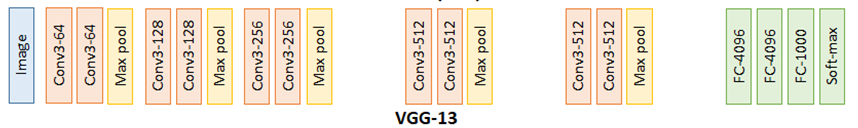 Image
Conv3-64
Conv3-64
Max pool
Conv3-128
Conv3-128
Max pool
Conv3-256
Conv3-256
Max pool
Conv3-512
Conv3-512
Max pool
Conv3-512
Conv3-512
Max pool
FC-4096
FC-4096
FC-1000
Soft-max
VGG-13